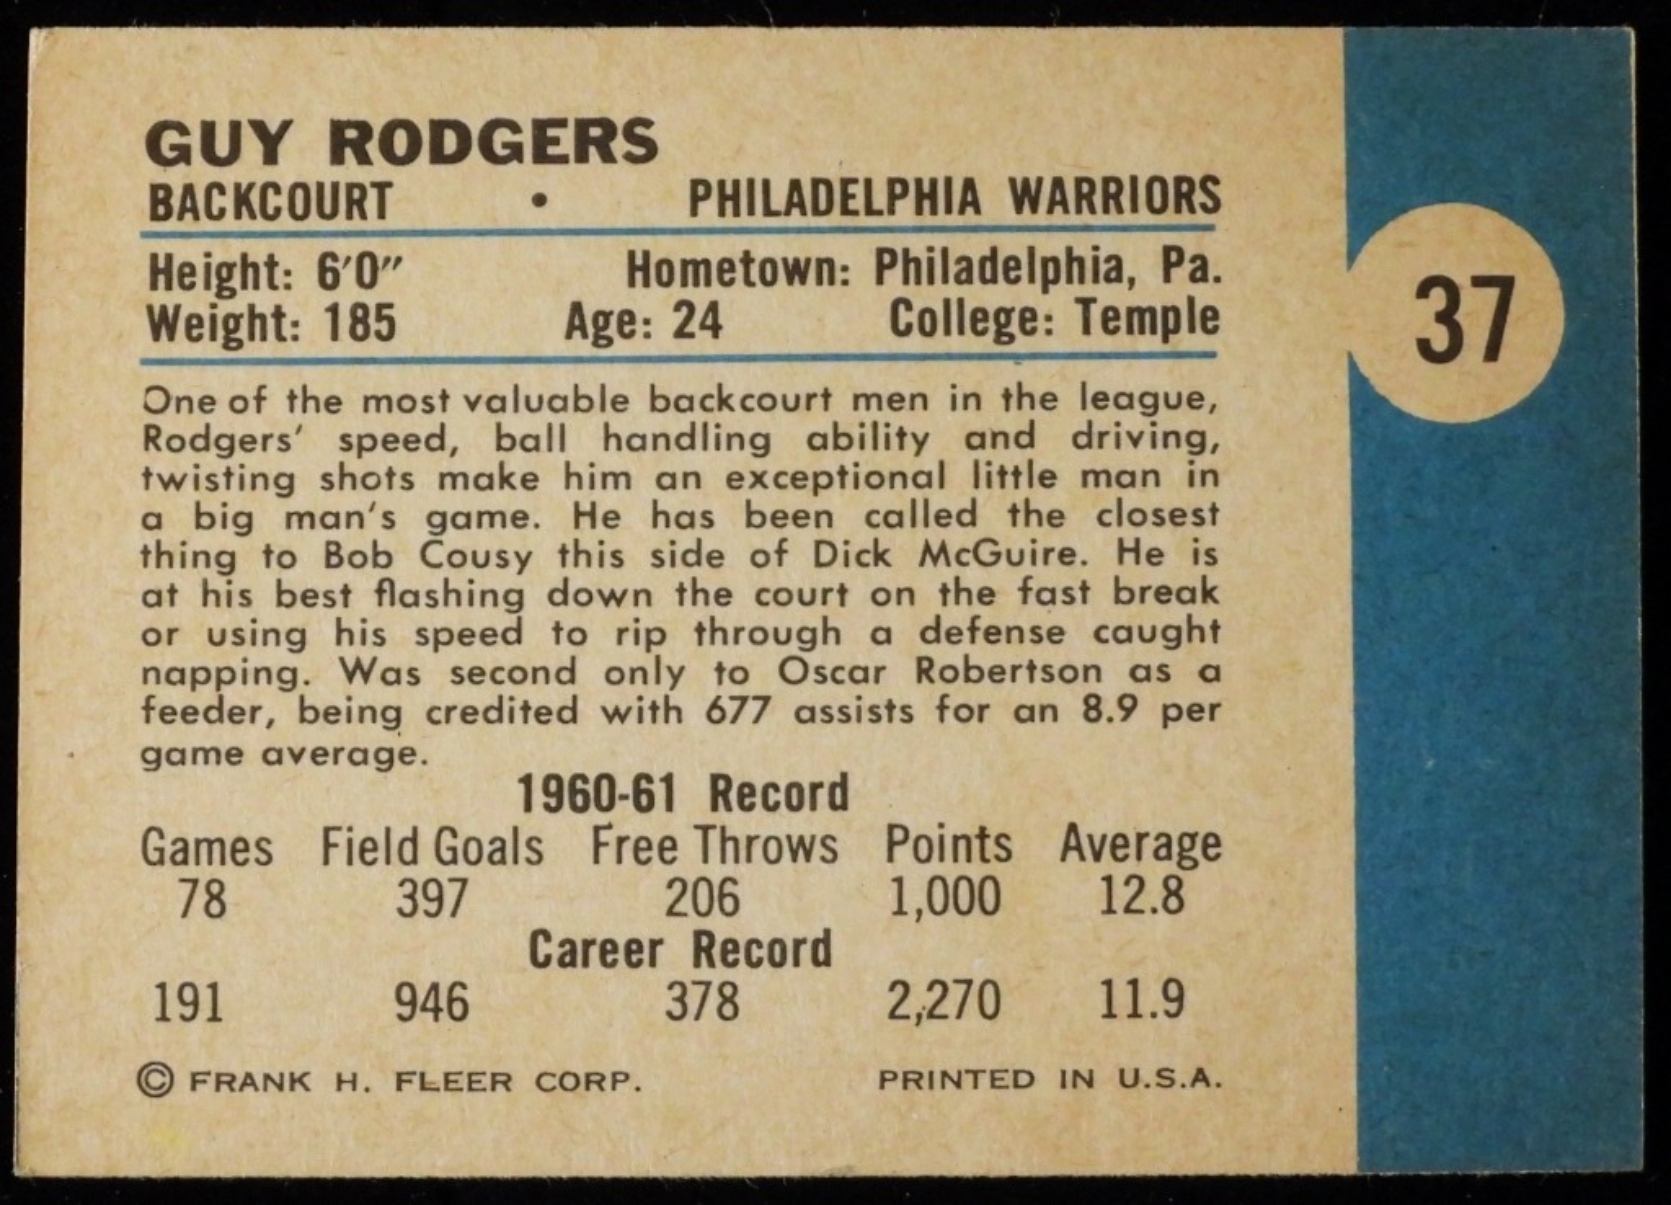 GUY RODGERS
BACKCOURT • PHILADELPHIA WARRIORS
Height: 6′0″ Hometown: Philadelphia, Pa.
Weight: 185 Age: 24 College: Temple
37
One of the most valuable backcourt men in the league,
Rodgers' speed, ball handling ability and driving,
twisting shots make him an exceptional little man in
a big man's game. He has been called the closest
thing to Bob Cousy this side of Dick McGuire. He is
at his best flashing down the court on the fast break
or using his speed to rip through a defense caught
napping. Was second only to Oscar Robertson as a
feeder, being credited with 677 assists for an 8.9 per
game average.
1960-61 Record
Games Field Goals Free Throws Points Average
78 397 206 1,000 12.8
Career Record
191 946 378 2,270 11.9
© FRANK H. FLEER CORP. PRINTED IN U.S.A.